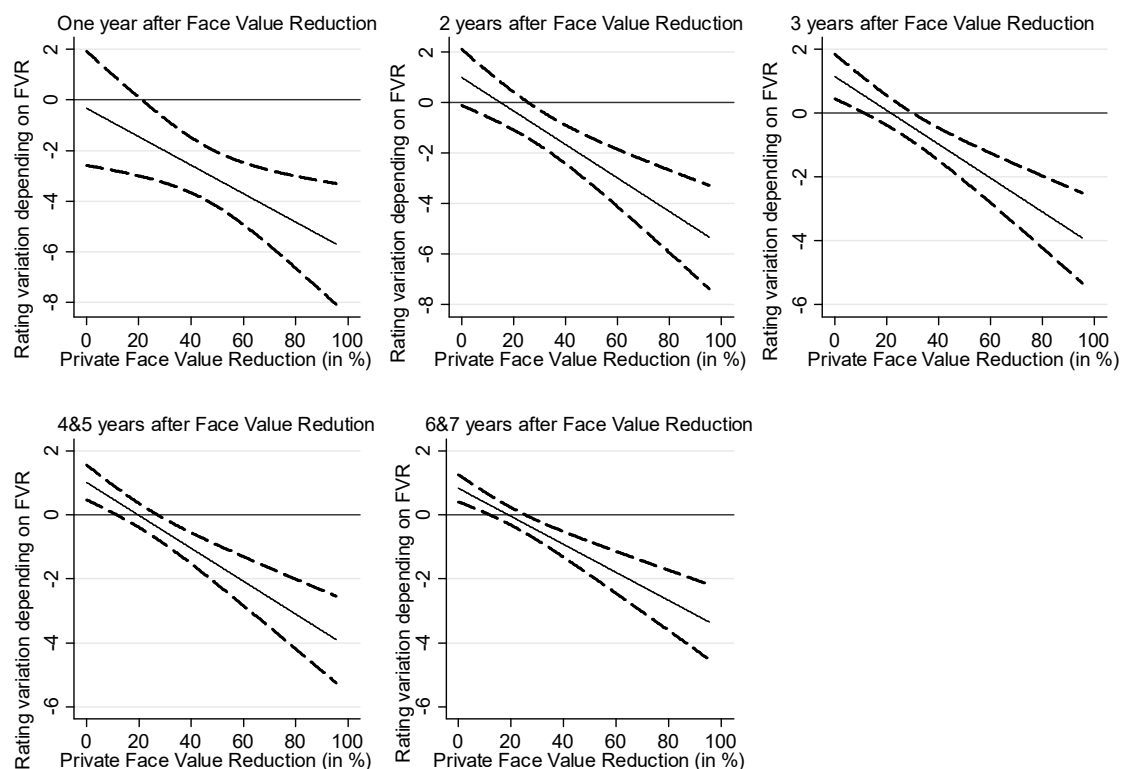 One year after Face Value Reduction
Rating variation depending on FVR
2
0
-2
-4
-6
-8
0 20 40 60 80 100
Private Face Value Reduction (in %)
2 years after Face Value Reduction
Rating variation depending on FVR
2
0
-2
-4
-6
-8
0 20 40 60 80 100
Private Face Value Reduction (in %)
3 years after Face Value Reduction
Rating variation depending on FVR
2
0
-2
-4
-6
0 20 40 60 80 100
Private Face Value Reduction (in %)
4&5 years after Face Value Redution
Rating variation depending on FVR
2
0
-2
-4
-6
0 20 40 60 80 100
Private Face Value Reduction (in %)
6&7 years after Face Value Reduction
Rating variation depending on FVR
2
0
-2
-4
-6
0 20 40 60 80 100
Private Face Value Reduction (in %)